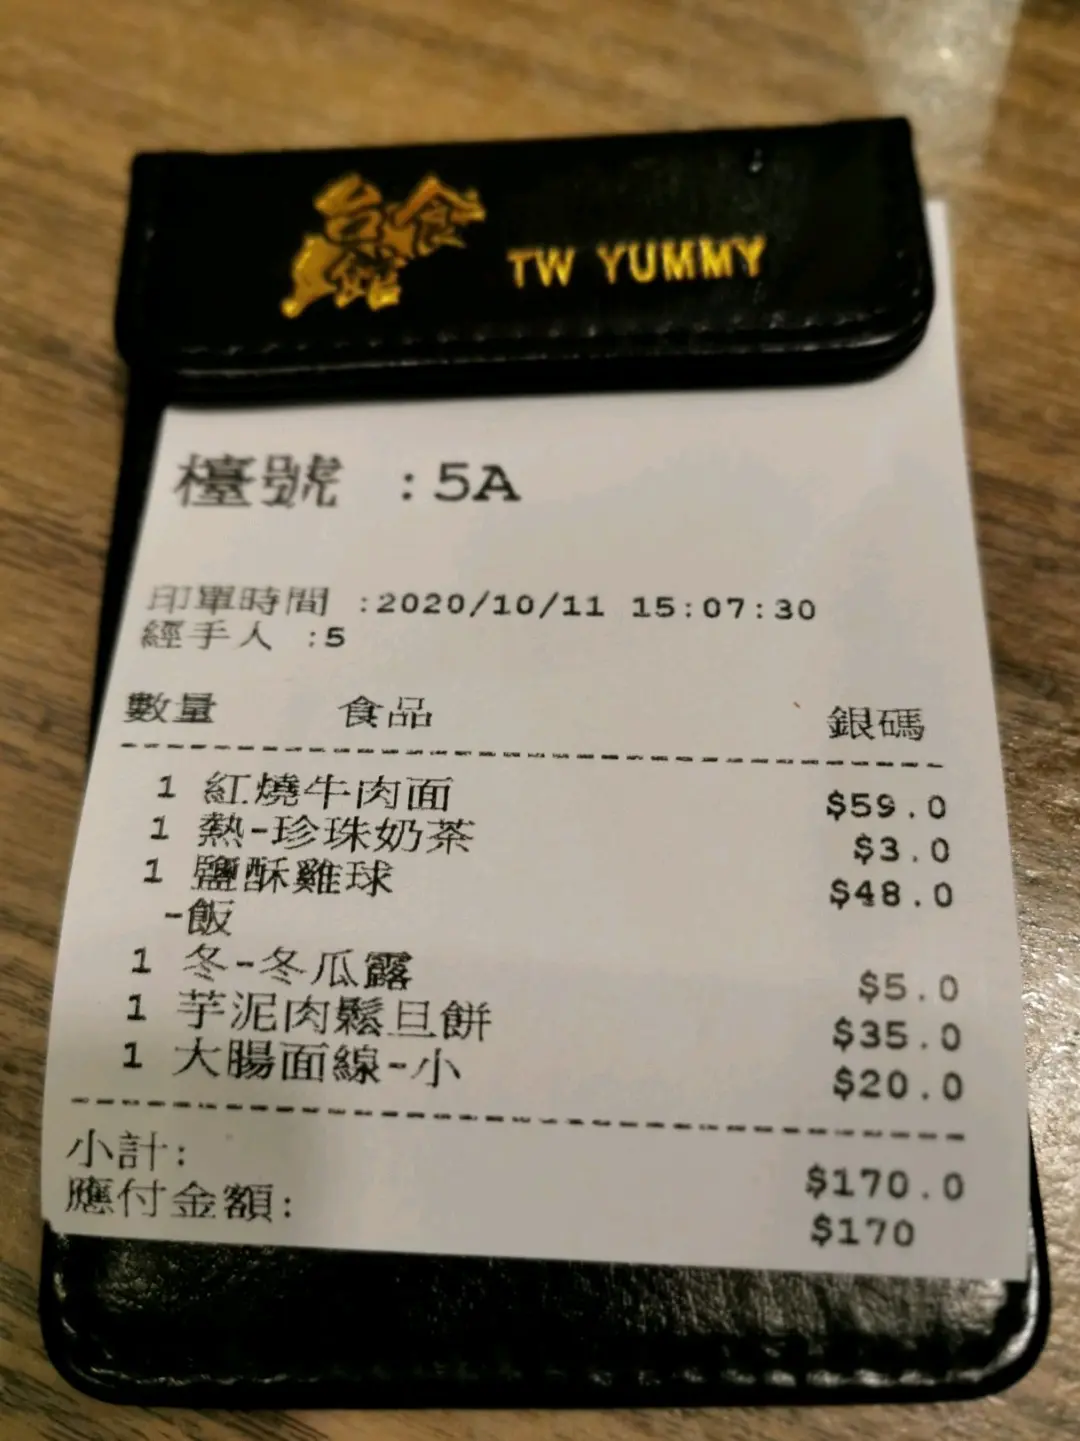 台食館 TW YUMMY
檯號 :5A
印單時間 :2020/10/11 15:07:30
經手人 :5
數量 食品 銀碼
1 紅燒牛肉面 $59.0
1 熱-珍珠奶茶 $3.0
1 鹽酥雞球 $48.0
-飯
1 冬-冬瓜露 $5.0
1 芋泥肉鬆旦餅 $35.0
1 大腸面線-小 $20.0
小計: $170.0
應付金額: $170